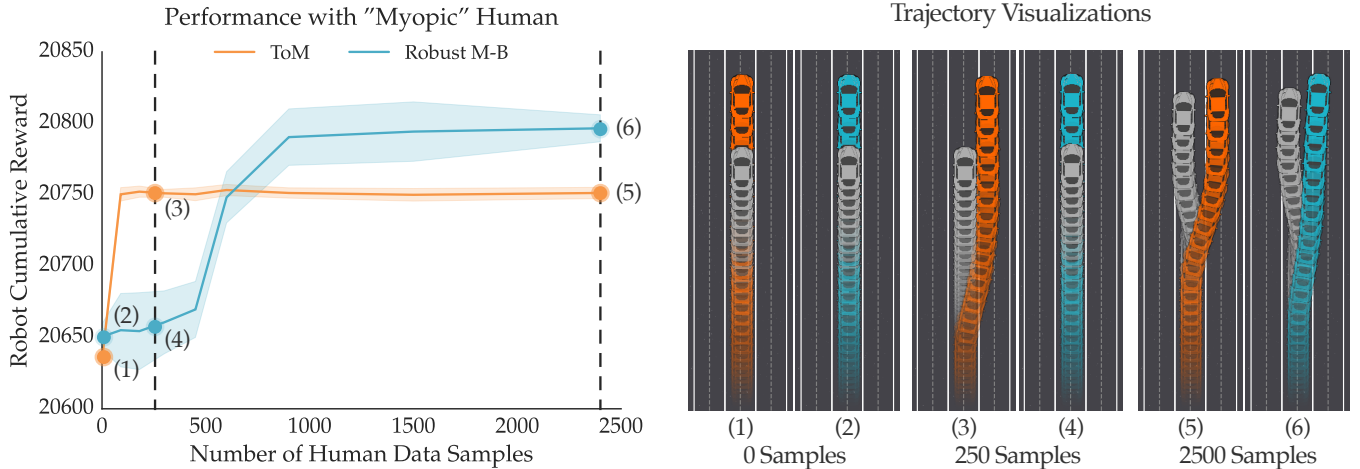 Performance with ”Myopic” Human
ToM
Robust M-B
Robot Cumulative Reward
20850
20800
20750
20700
20650
20600
(1)
(2)
(3)
(4)
(5)
(6)
0
500
1000
1500
2000
2500
Number of Human Data Samples
Trajectory Visualizations
(1)
(2)
(3)
(4)
(5)
(6)
0 Samples
250 Samples
2500 Samples